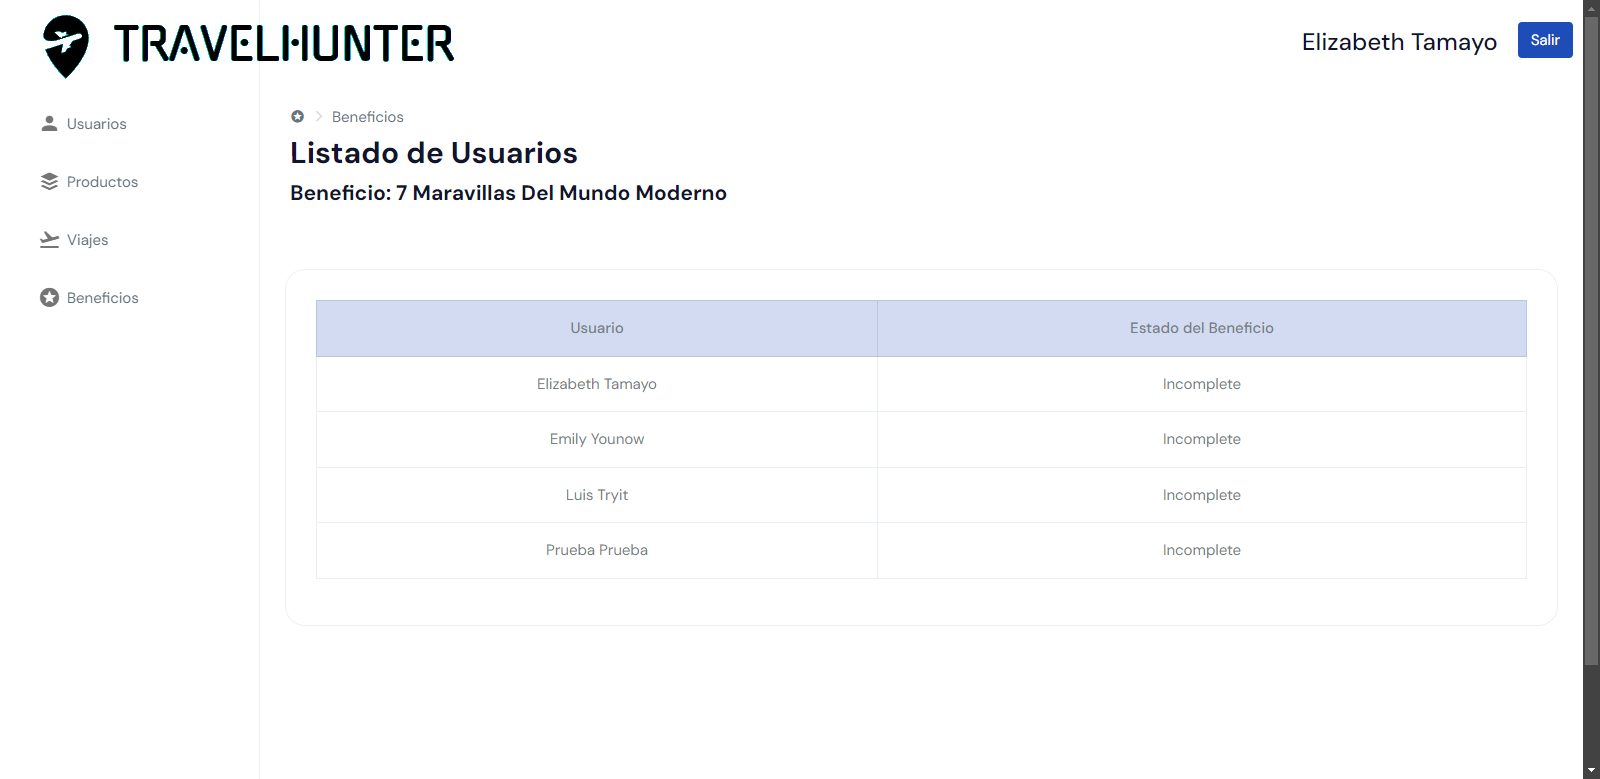 TRAVELHUNTER
Elizabeth Tamayo
Salir
Usuarios
Productos
Viajes
Beneficios
Beneficios
Listado de Usuarios
Beneficio: 7 Maravillas Del Mundo Moderno
Usuario Estado del Beneficio
Elizabeth Tamayo Incomplete
Emily Younow Incomplete
Luis Tryit Incomplete
Prueba Prueba Incomplete